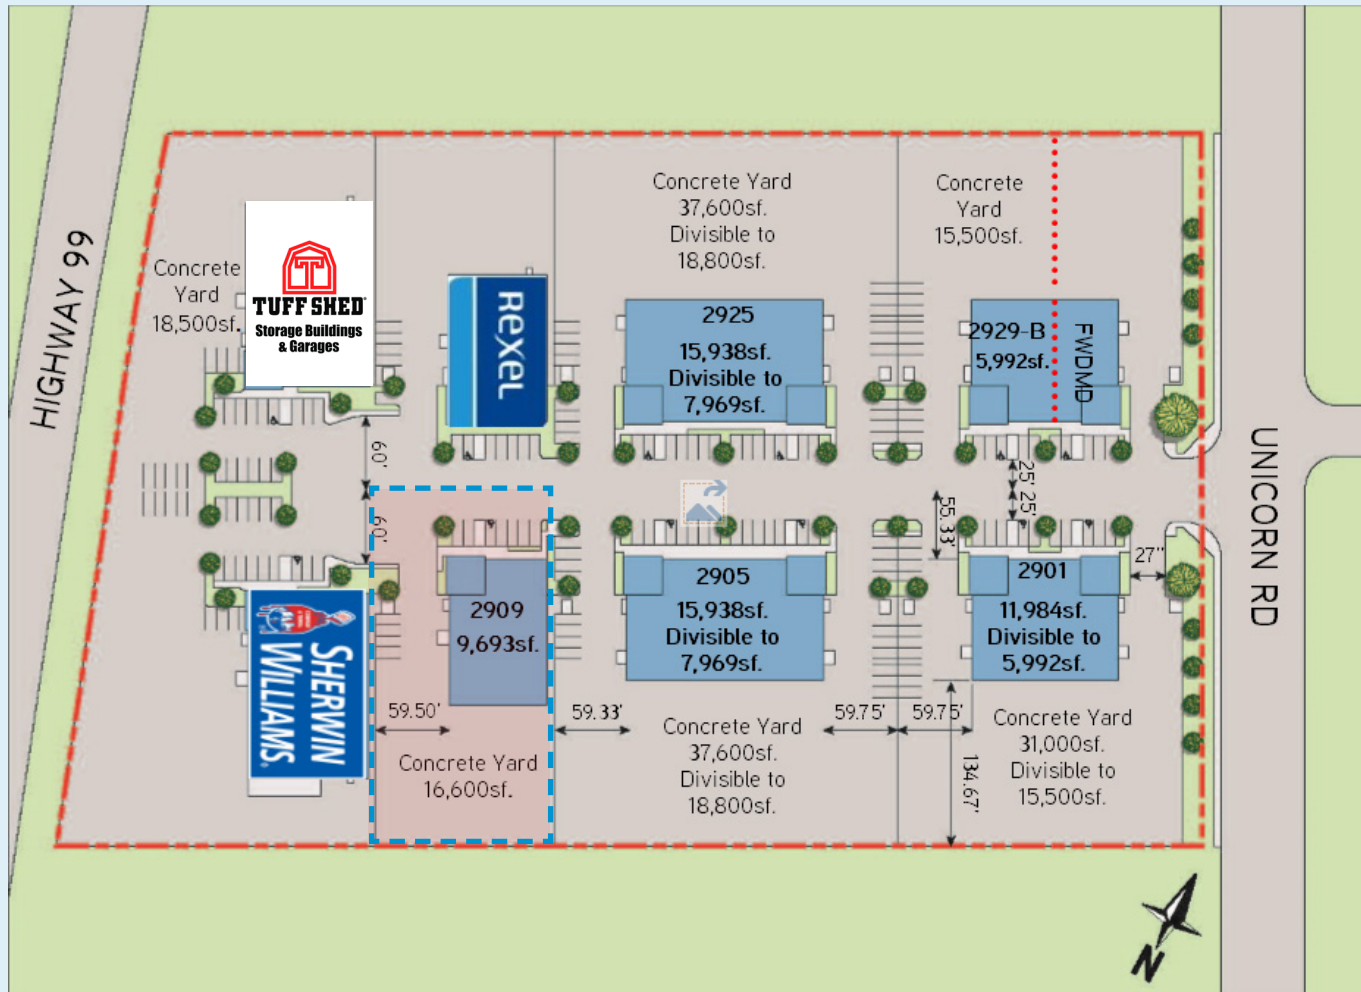 HIGHWAY 99
Concrete
Yard
18,500sf.
TUFF SHED
Storage Buildings
& Garages
REXEL
Concrete Yard
37,600sf.
Divisible to
18,800sf.
2925
15,938sf.
Divisible to
7,969sf.
Concrete
Yard
15,500sf.
2929-B
5,992sf.
FWDMD
60'
60'
25'
25'
55.33'
27"
UNICORN RD
SHERWIN
WILLIAMS.
2909
9,693sf.
59.50'
Concrete Yard
16,600sf.
2905
15,938sf.
Divisible to
7,969sf.
59.33'
Concrete Yard
37,600sf.
Divisible to
18,800sf.
59.75'
59.75'
2901
11,984sf.
Divisible to
5,992sf.
134.67'
Concrete Yard
31,000sf.
Divisible to
15,500sf.
N